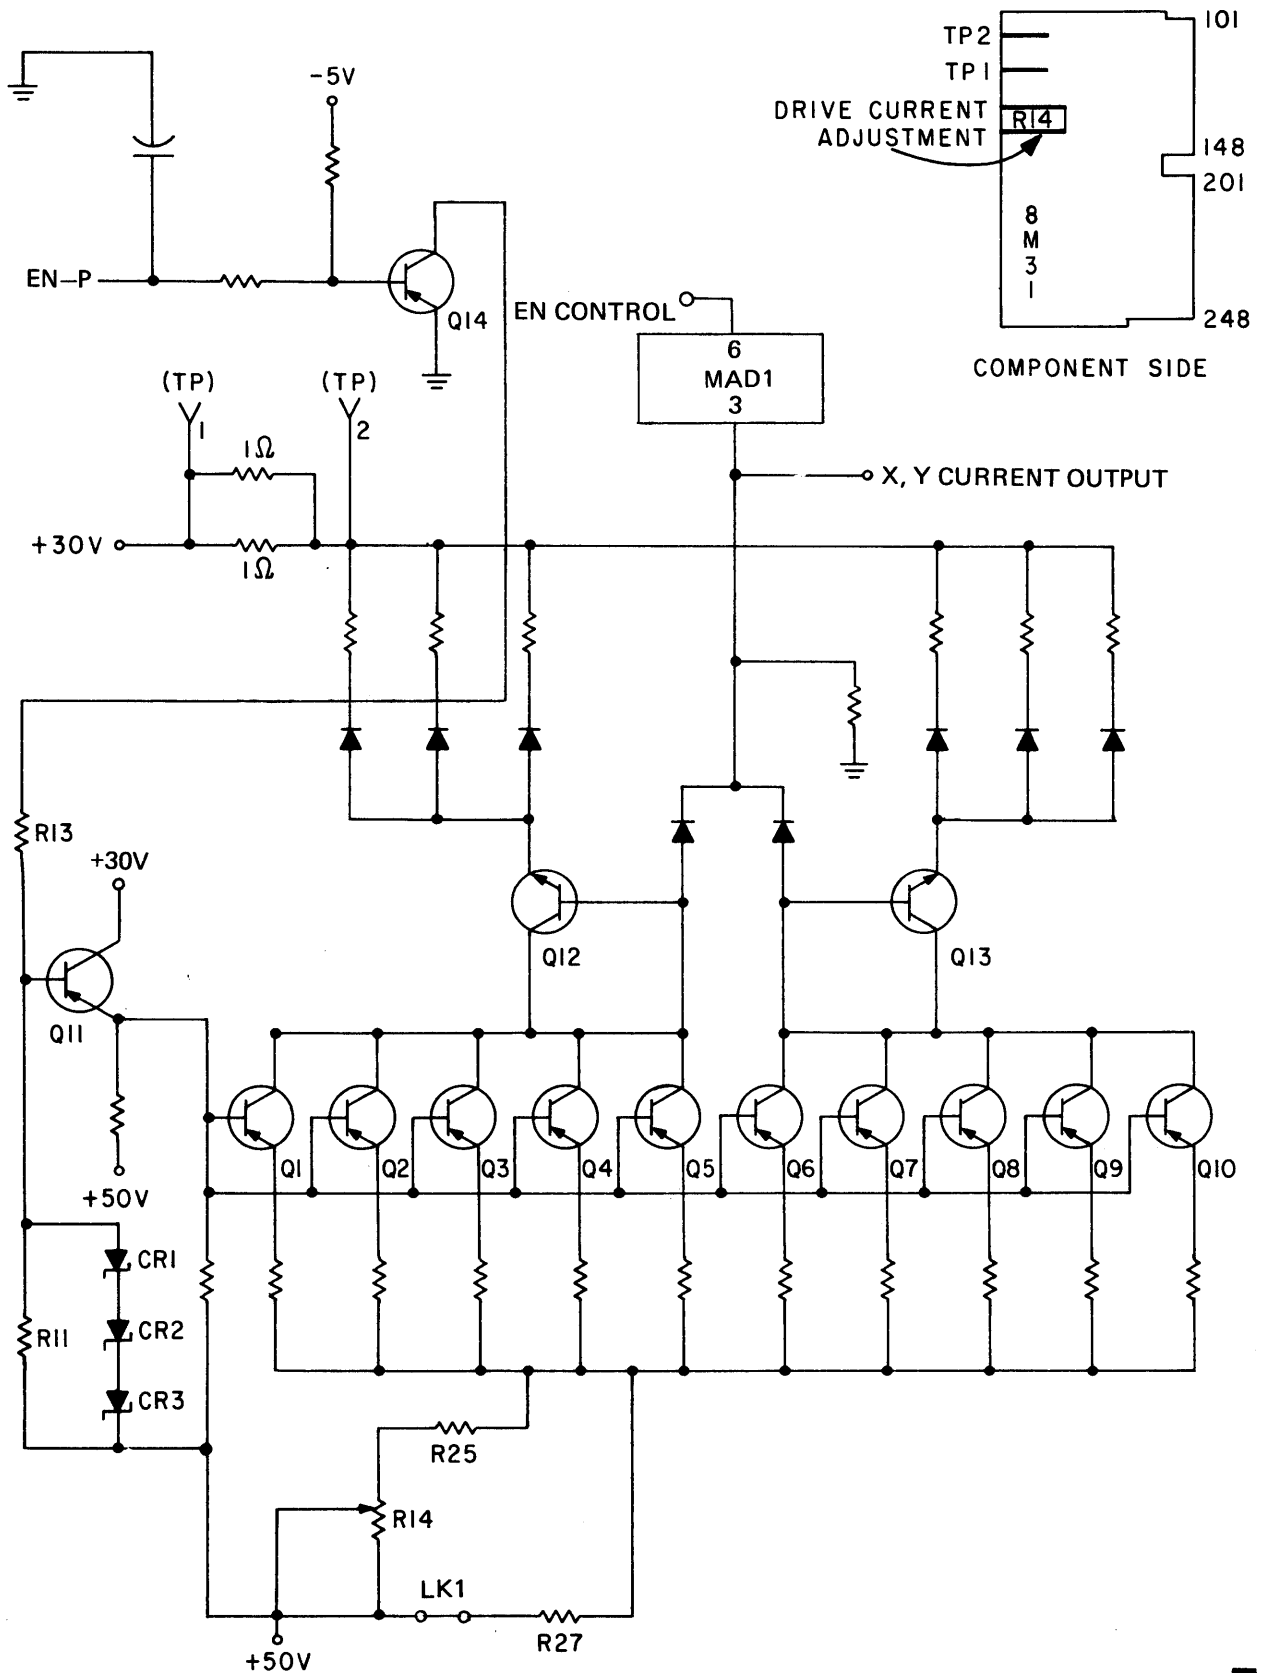 101
TP2
TP1
-5V
DRIVE CURRENT
ADJUSTMENT
R14
148
201
8
M
3
1
EN-P
Q14
EN CONTROL
248
6
MAD1
3
COMPONENT SIDE
(TP)
1
(TP)
2
1Ω
X, Y CURRENT OUTPUT
+30V
1Ω
R13
+30V
Q12
Q13
Q11
Q1
Q2
Q3
Q4
Q5
Q6
Q7
Q8
Q9
Q10
+50V
CR1
R11
CR2
CR3
R25
R14
LK1
R27
+50V